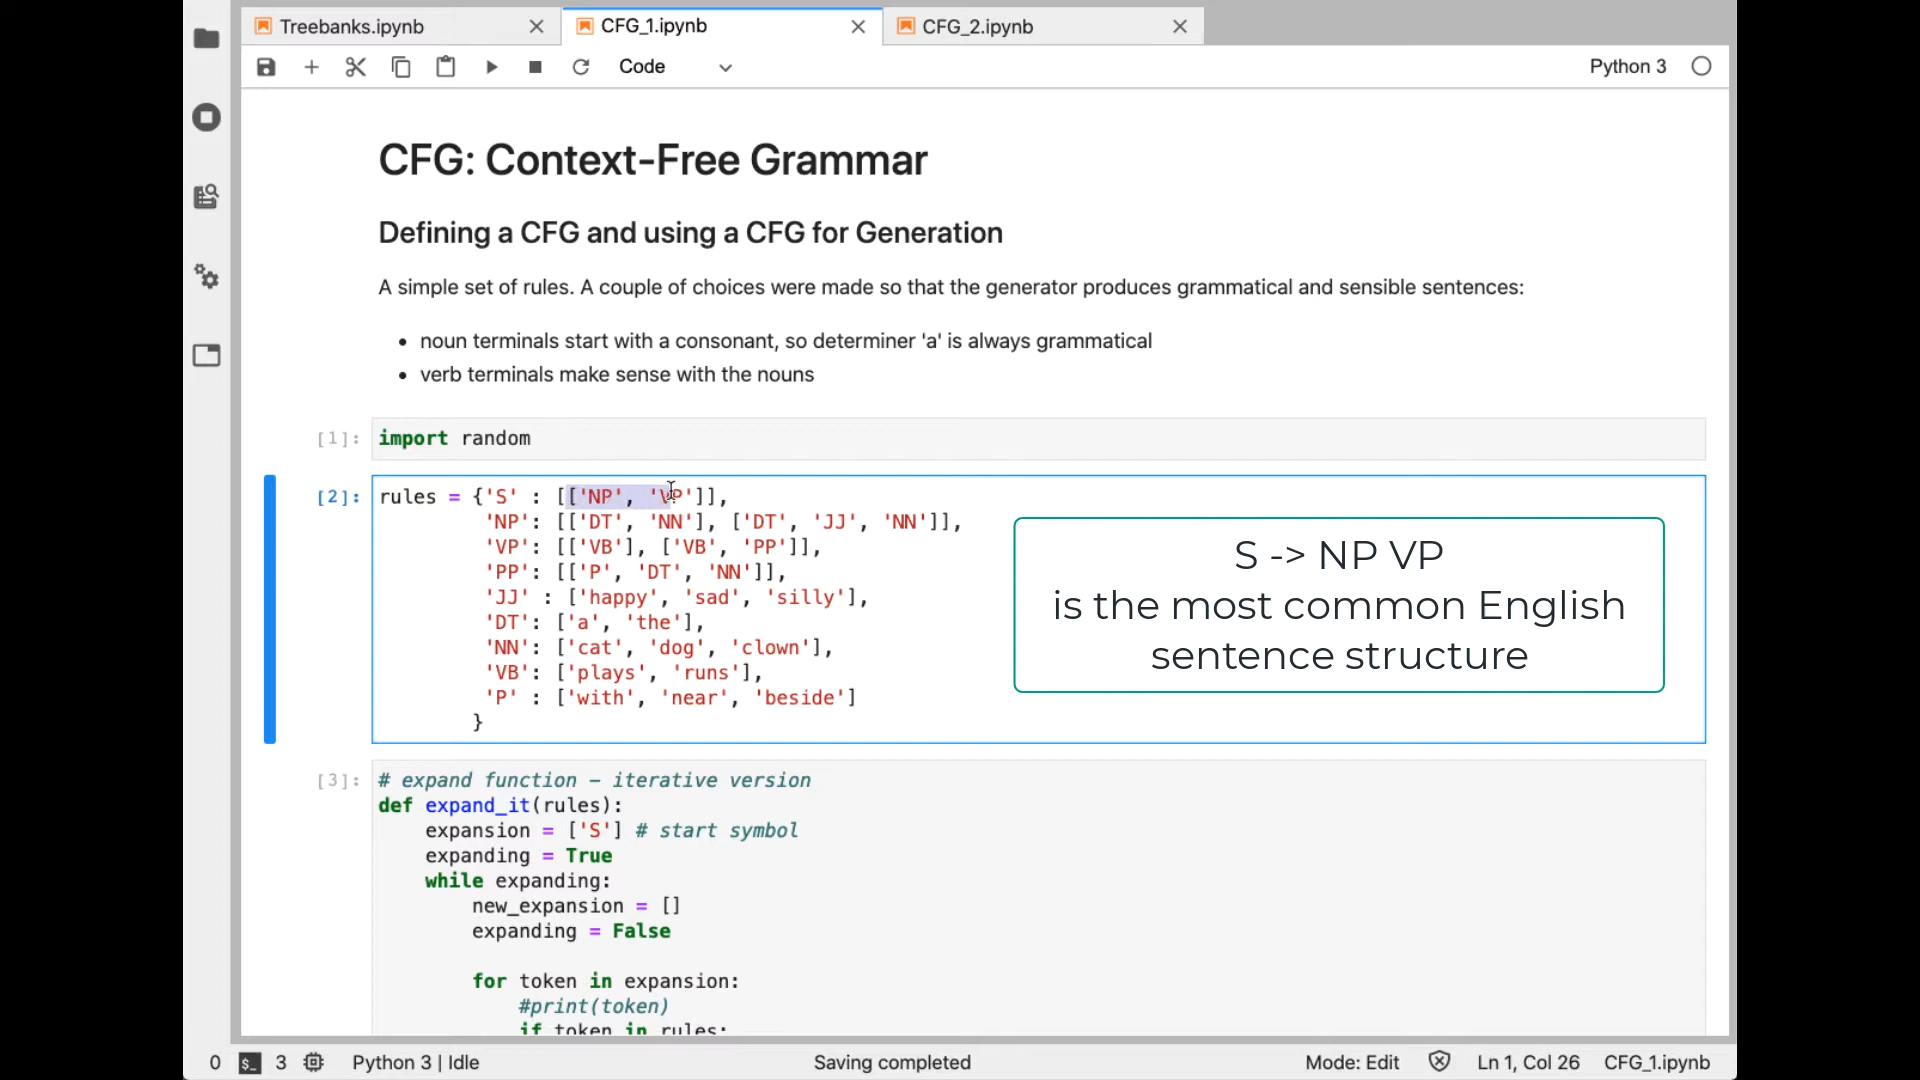 Treebanks.ipynb
CFG_1.ipynb
CFG_2.ipynb
Code
Python 3
CFG: Context-Free Grammar
Defining a CFG and using a CFG for Generation
A simple set of rules. A couple of choices were made so that the generator produces grammatical and sensible sentences:
• noun terminals start with a consonant, so determiner 'a' is always grammatical
• verb terminals make sense with the nouns
[1]:
import random
[2]:
rules = {'S' : [['NP', 'VP']],
'NP': [['DT', 'NN'], ['DT', 'JJ', 'NN']],
'VP': [['VB'], ['VB', 'PP']],
'PP': [['P', 'DT', 'NN']],
'JJ' : ['happy', 'sad', 'silly'],
'DT': ['a', 'the'],
'NN': ['cat', 'dog', 'clown'],
'VB': ['plays', 'runs'],
'P' : ['with', 'near', 'beside']
}
S -> NP VP
is the most common English
sentence structure
[3]:
# expand function – iterative version
def expand_it(rules):
expansion = ['S'] # start symbol
expanding = True
while expanding:
new_expansion = []
expanding = False
for token in expansion:
#print(token)
if token in rules:
0
$_
3
Python 3 | Idle
Saving completed
Mode: Edit
Ln 1, Col 26
CFG_1.ipynb